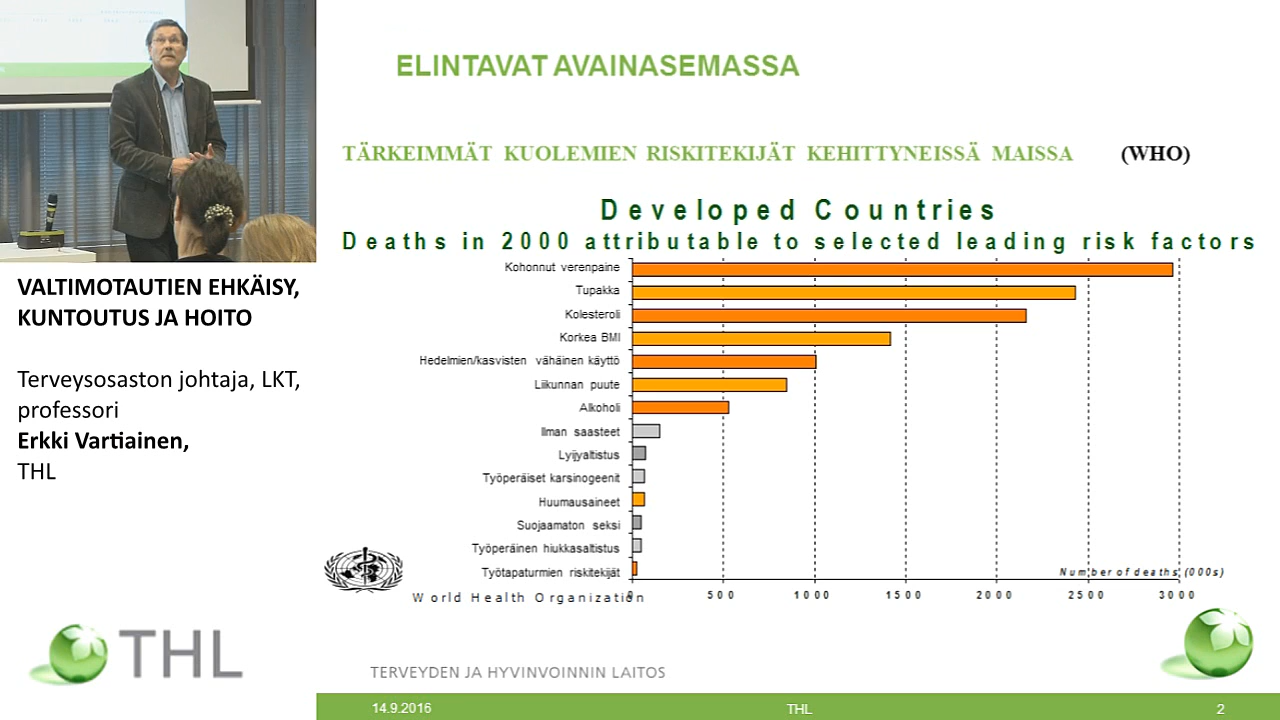 VALTIMOTAUTIEN EHKÄISY,
KUNTOUTUS JA HOITO
Terveysosaston johtaja, LKT,
professori
Erkki Vartiainen,
THL
THL
ELINTAVAT AVAINASEMASSA
TÄRKEIMMÄT KUOLEMIEN RISKITEKIJÄT KEHITTYNEISSÄ MAISSA (WHO)
Developed Countries
Deaths in 2000 attributable to selected leading risk factors
Kohonnut verenpaine
Tupakka
Kolesteroli
Korkea BMI
Hedelmien/kasvisten vähäinen käyttö
Liikunnan puute
Alkoholi
Ilman saasteet
Lyijyaltistus
Työperäiset karsinogeenit
Huumausaineet
Suojaamaton seksi
Työperäinen hiukkasaltistus
Työtapaturmien riskitekijät
Number of deaths (000s)
0 500 1000 1500 2000 2500 3000
World Health Organization
TERVEYDEN JA HYVINVOINNIN LAITOS
14.9.2016 THL 2